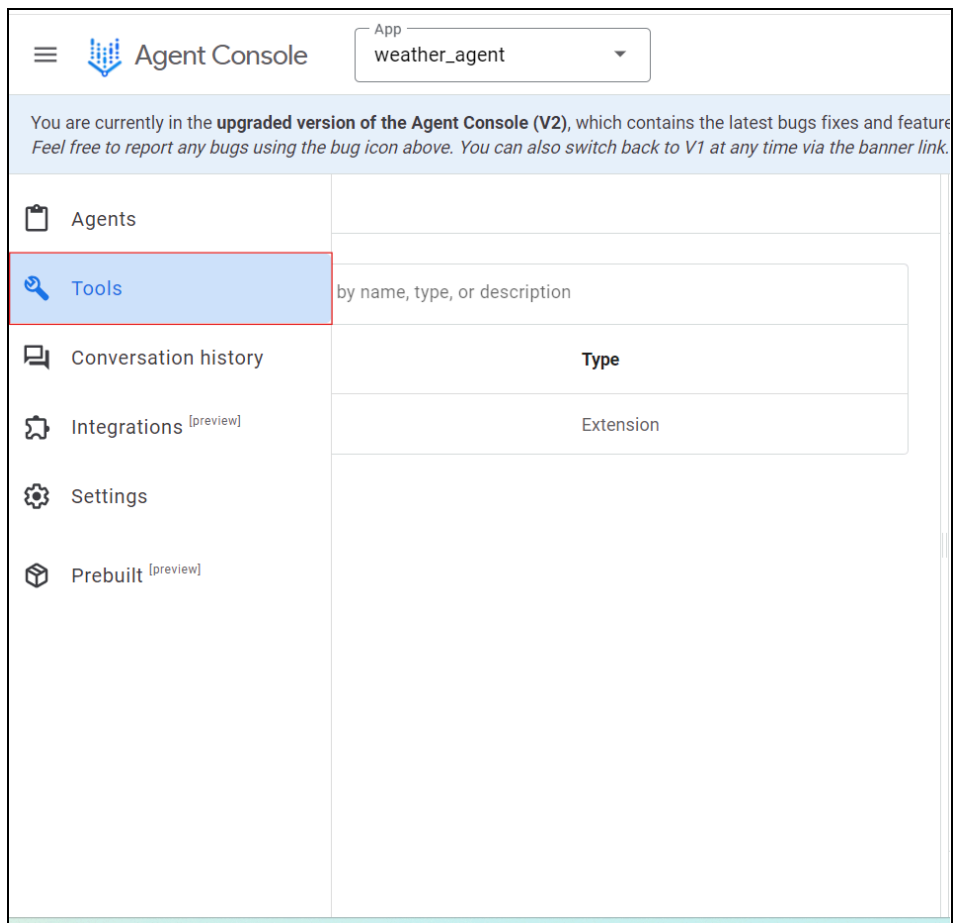 App
Agent Console
weather_agent
You are currently in the upgraded version of the Agent Console (V2), which contains the latest bugs fixes and feature
Feel free to report any bugs using the bug icon above. You can also switch back to V1 at any time via the banner link.
Agents
Tools
by name, type, or description
Conversation history
Type
Integrations [preview]
Extension
Settings
Prebuilt [preview]